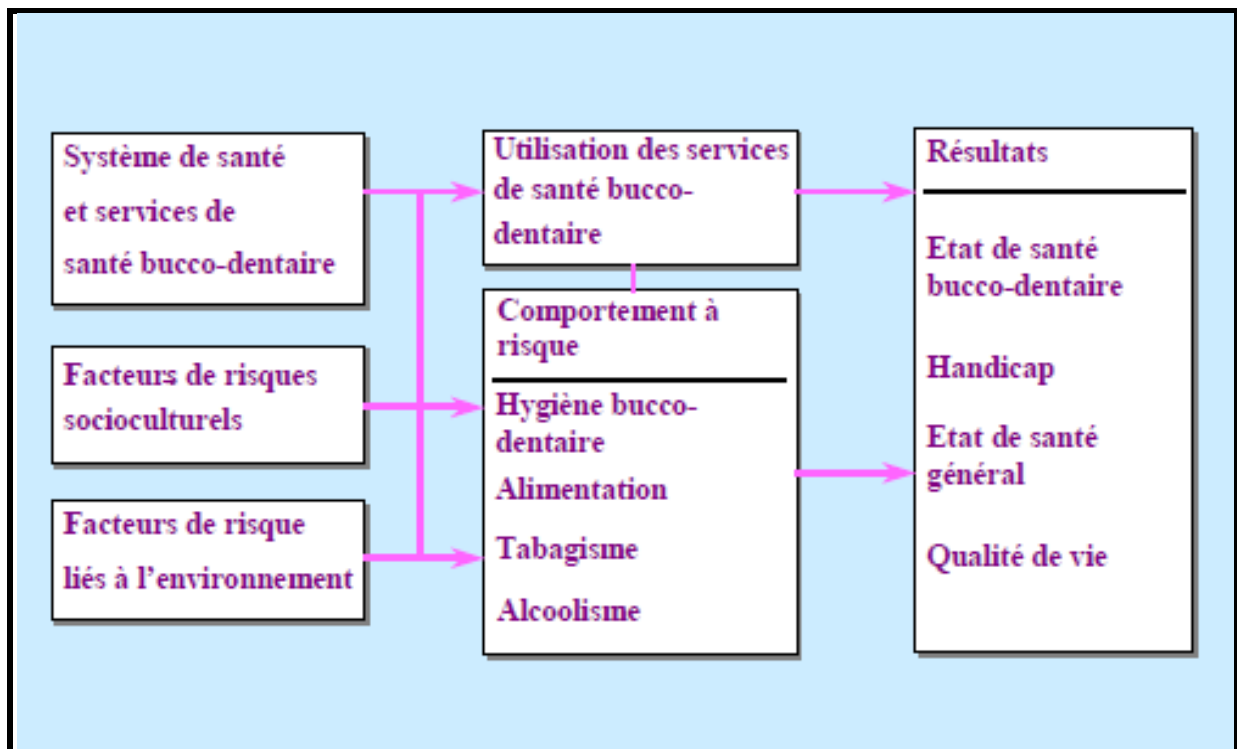 Système de santé
et services de
santé bucco-dentaire
Facteurs de risques
socioculturels
Facteurs de risque
liés à l'environnement
Utilisation des services
de santé bucco-
dentaire
Comportement à
risque
Hygiène bucco-
dentaire
Alimentation
Tabagisme
Alcoolisme
Résultats
Etat de santé
bucco-dentaire
Handicap
Etat de santé
général
Qualité de vie